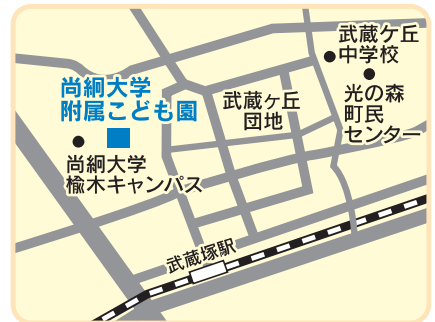 武蔵ケ丘
中学校
尚絅大学
附属こども園
武蔵ヶ丘
団地
光の森
町民
センター
尚絅大学
楡木キャンパス
武蔵塚駅